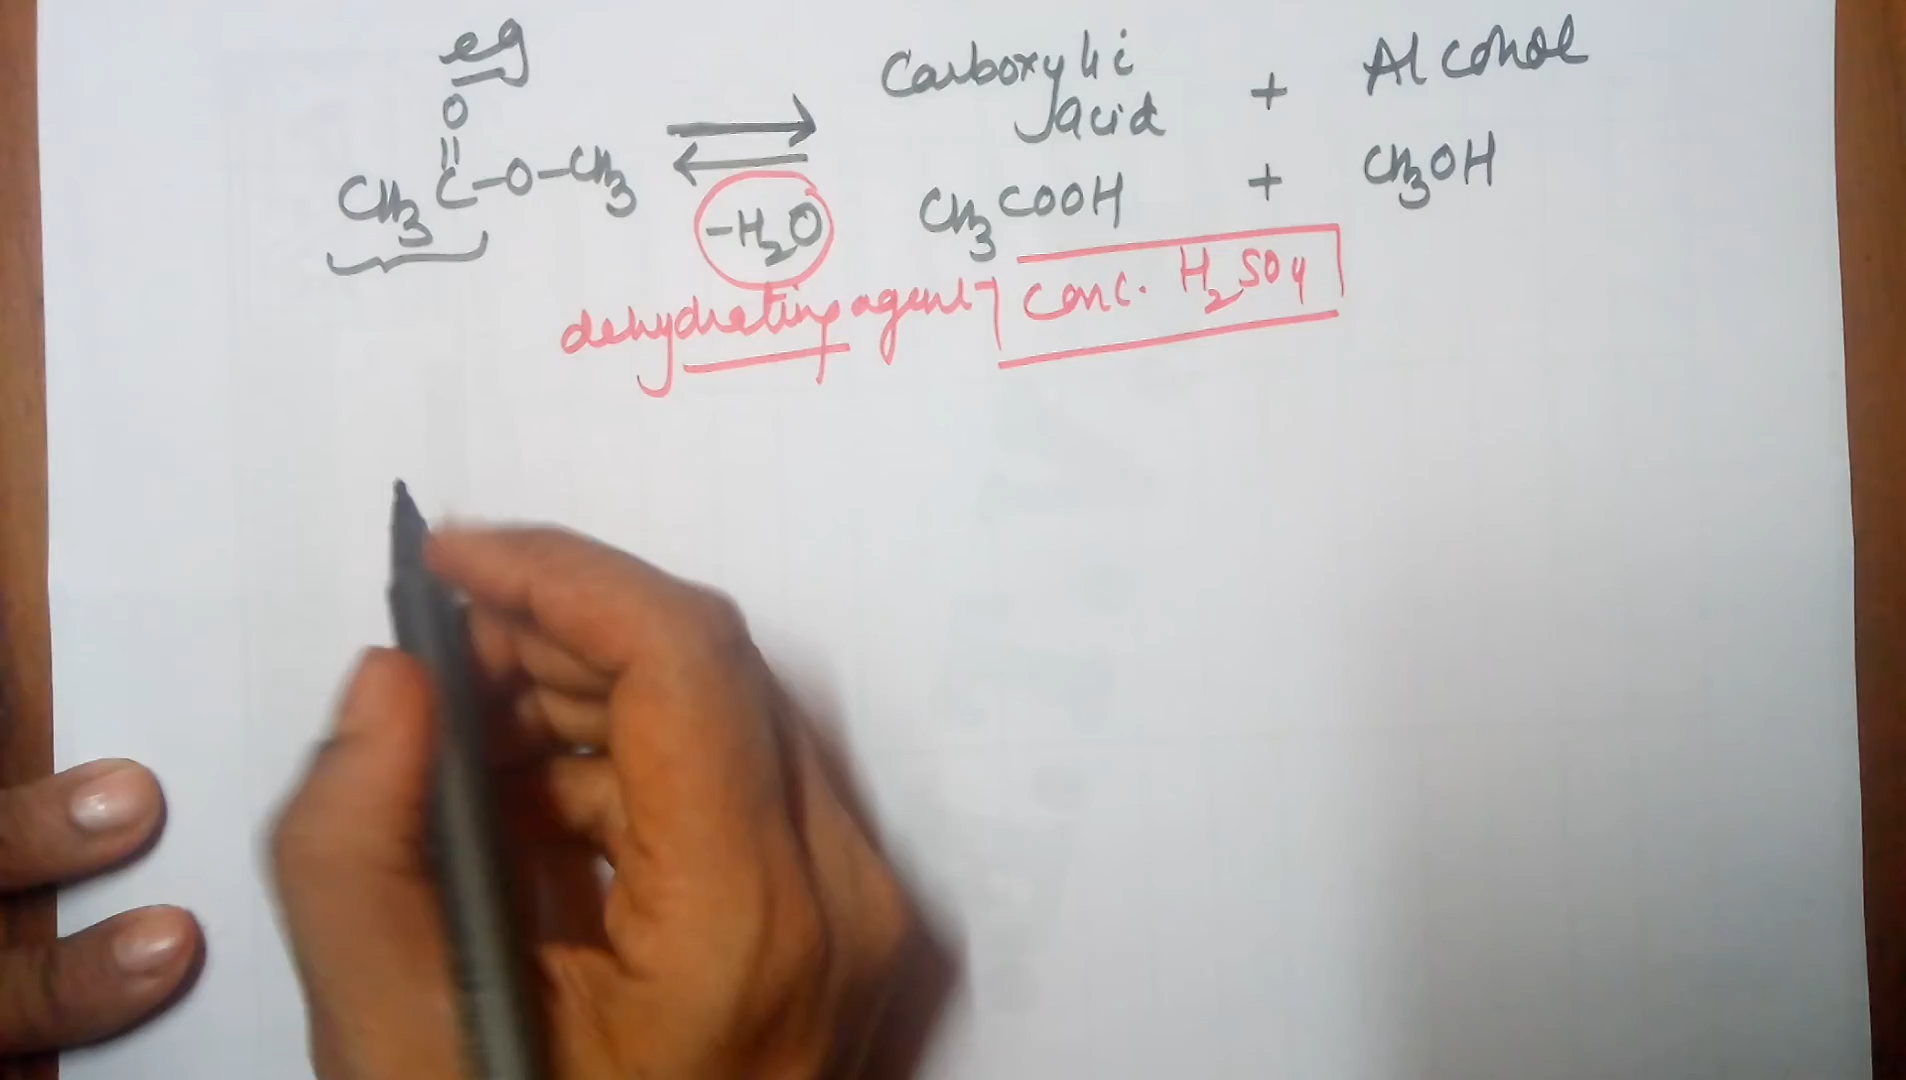 eg
Carboxylic acid + Alcohol
O
||
CH3 C-O-CH3 ⇌ CH3COOH + CH3OH
-H2O
dehydrating agent conc. H2SO4